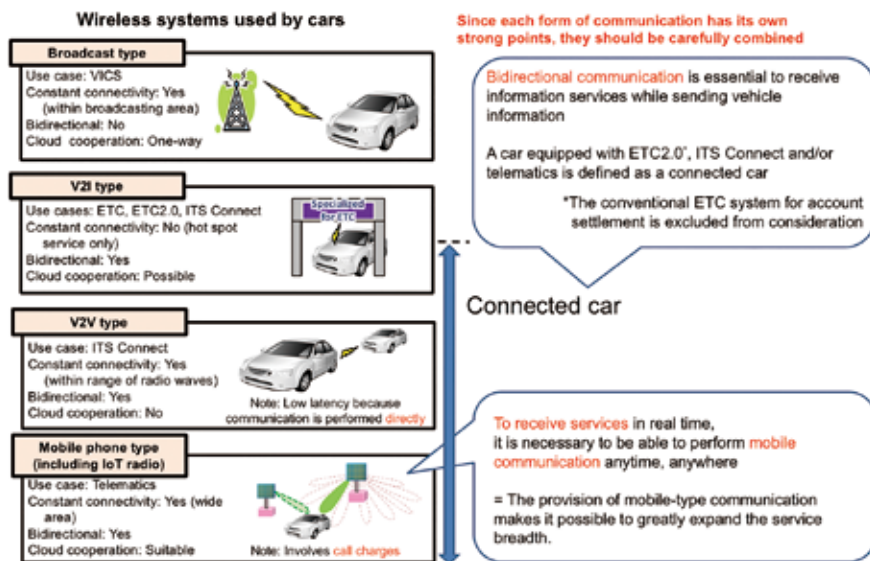 Wireless systems used by cars
Broadcast type
Use case: VICS
Constant connectivity: Yes
(within broadcasting area)
Bidirectional: No
Cloud cooperation: One-way
V2I type
Use cases: ETC, ETC2.0, ITS Connect
Constant connectivity: No (hot spot
service only)
Bidirectional: Yes
Cloud cooperation: Possible
Specialized
for ETC
V2V type
Use case: ITS Connect
Constant connectivity: Yes
(within range of radio waves)
Bidirectional: Yes
Cloud cooperation: No
Note: Low latency because
communication is performed directly
Mobile phone type
(including IoT radio)
Use case: Telematics
Constant connectivity: Yes (wide
area)
Bidirectional: Yes
Cloud cooperation: Suitable
Note: Involves call charges
Since each form of communication has its own
strong points, they should be carefully combined
Bidirectional communication is essential to receive
information services while sending vehicle
information
A car equipped with ETC2.0*, ITS Connect and/or
telematics is defined as a connected car
*The conventional ETC system for account
settlement is excluded from consideration
Connected car
To receive services in real time,
it is necessary to be able to perform mobile
communication anytime, anywhere
= The provision of mobile-type communication
makes it possible to greatly expand the service
breadth.